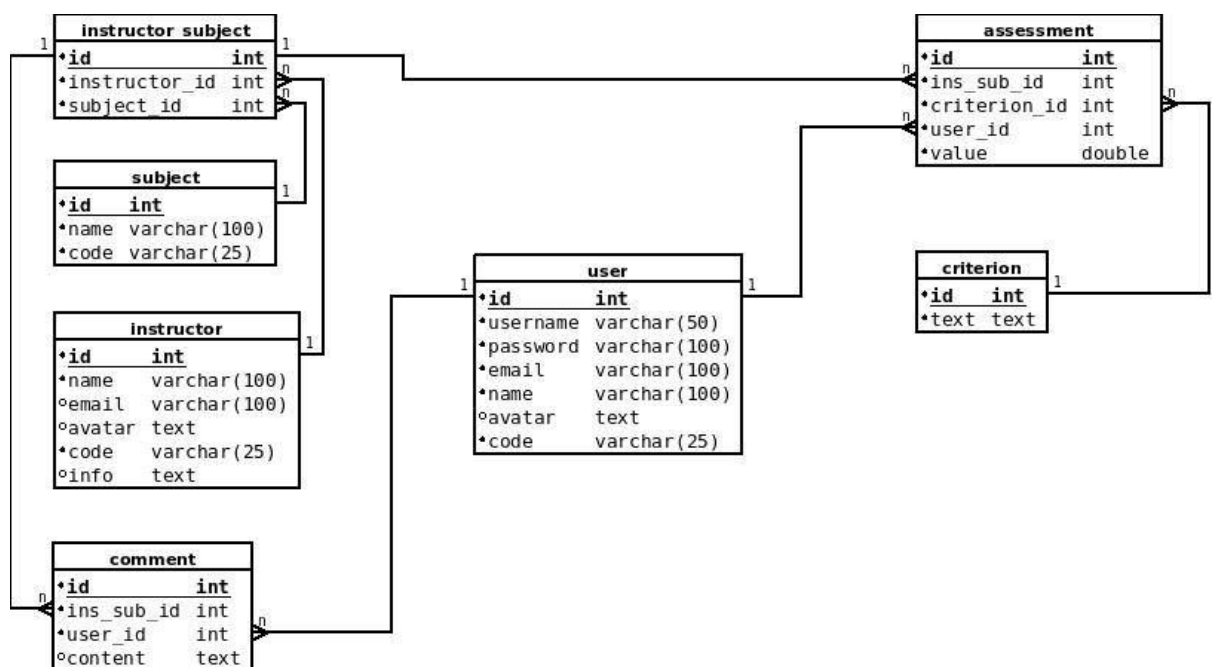 instructor subject
id int
instructor_id int
subject_id int
1
1
n
n
subject
id int
name varchar(100)
code varchar(25)
1
instructor
id int
name varchar(100)
email varchar(100)
avatar text
code varchar(25)
info text
1
comment
id int
ins_sub_id int
user_id int
content text
n
n
user
id int
username varchar(50)
password varchar(100)
email varchar(100)
name varchar(100)
avatar text
code varchar(25)
1
1
assessment
id int
ins_sub_id int
criterion_id int
user_id int
value double
n
n
n
criterion
id int
text text
1